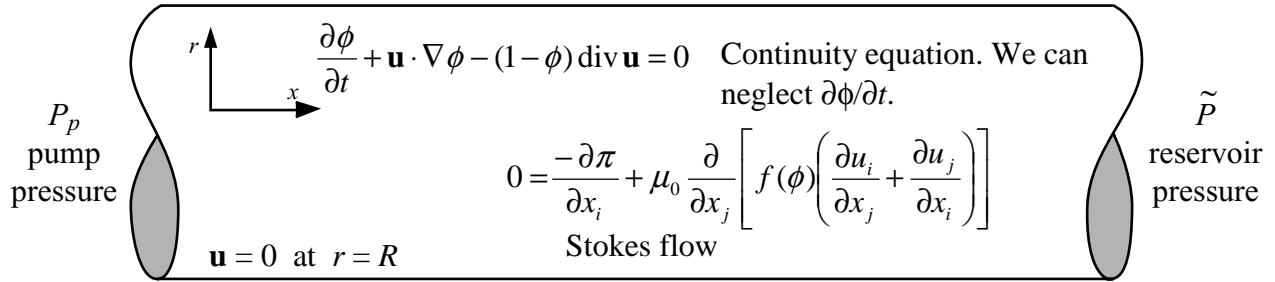 r
x
∂ϕ/∂t + u · ∇ϕ − (1 − ϕ) div u = 0
Continuity equation. We can
neglect ∂ϕ/∂t.
P_p
pump
pressure
P̃
reservoir
pressure
0 = −∂π/∂x_i + μ_0 ∂/∂x_j [ f(ϕ) ( ∂u_i/∂x_j + ∂u_j/∂x_i ) ]
Stokes flow
u = 0 at r = R